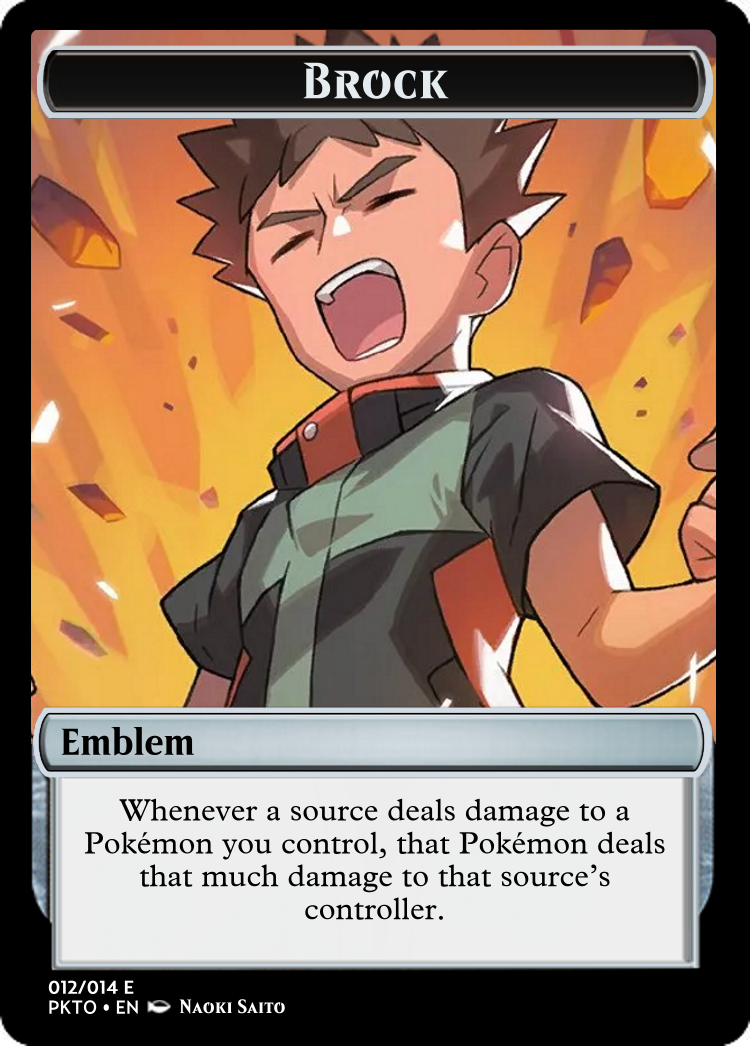 Brock
Emblem
Whenever a source deals damage to a
Pokémon you control, that Pokémon deals
that much damage to that source's
controller.
012/014 E
PKTO • EN Naoki Saito